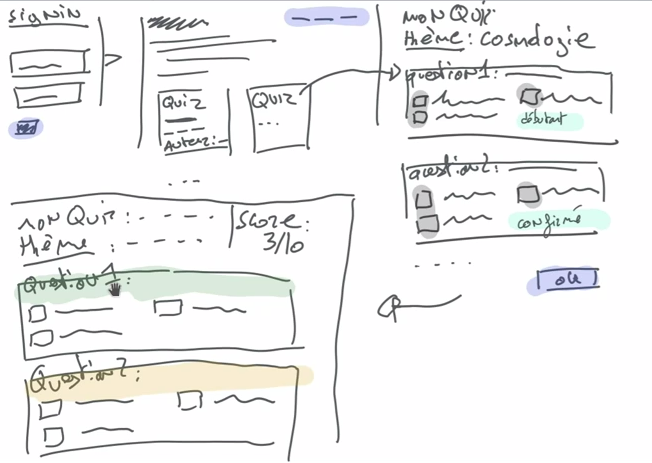 signin
Quiz
Auteur:
Quiz
...
mon Quiz
thème: cosmologie
question 1:
débutant
question 2:
confirmé
ok
mon Quiz:
thème:
Score:
3/10
Question 1:
Question 2: